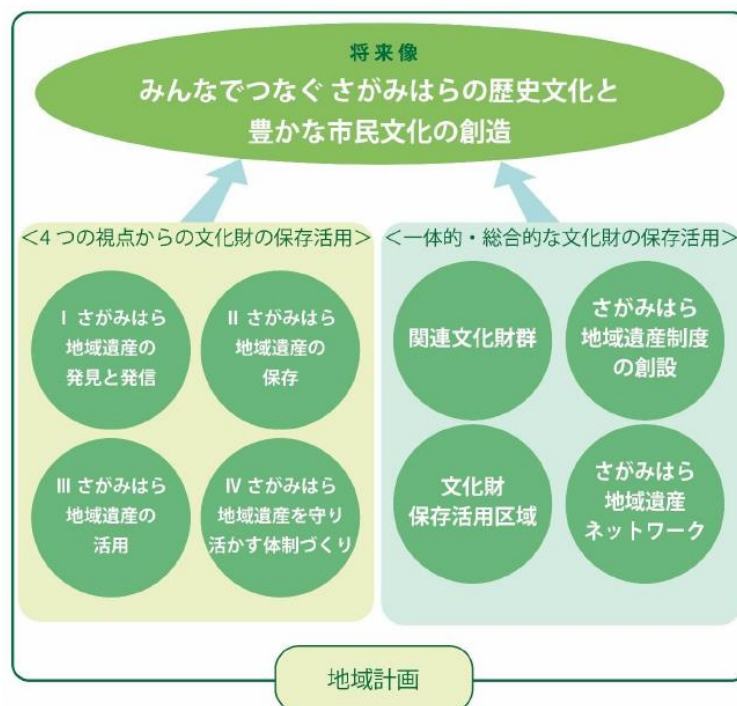 将来像
みんなでつなぐ さがみはらの歴史文化と
豊かな市民文化の創造
＜4つの視点からの文化財の保存活用＞
Ⅰ さがみはら
地域遺産の
発見と発信
Ⅱ さがみはら
地域遺産の
保存
Ⅲ さがみはら
地域遺産の
活用
Ⅳ さがみはら
地域遺産を守り
活かす体制づくり
＜一体的・総合的な文化財の保存活用＞
関連文化財群
さがみはら
地域遺産制度
の創設
文化財
保存活用区域
さがみはら
地域遺産
ネットワーク
地域計画